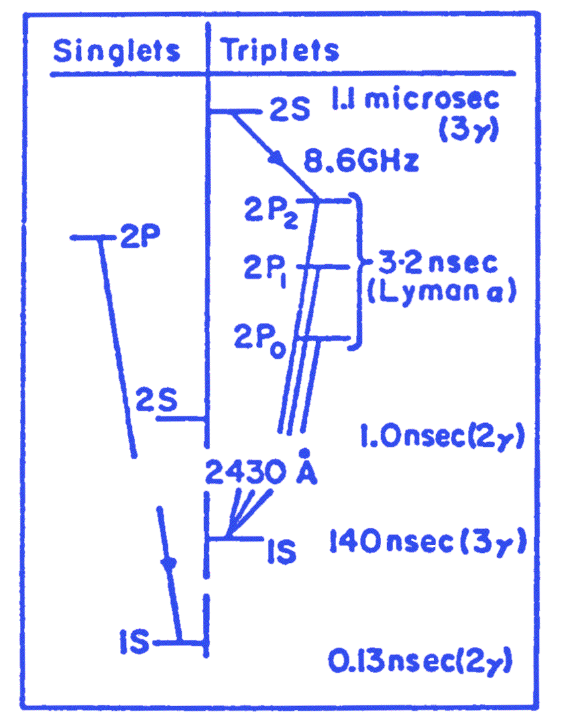 Singlets Triplets
2S 1.1 microsec
(3γ)
8.6GHz
2P₂
2P
2P₁ 3·2 nsec
(Lyman α)
2P₀
2S
1.0nsec(2γ)
2430 Å
1S 140nsec(3γ)
1S
0.13nsec(2γ)